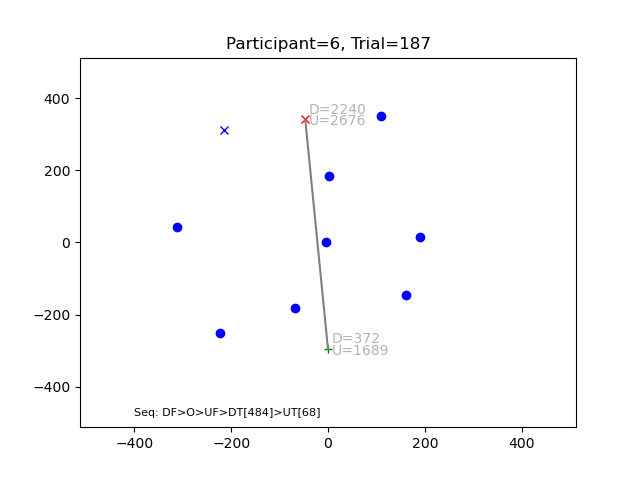 Participant=6, Trial=187
D=2240
U=2676
D=372
U=1689
Seq: DF>O>UF>DT[484]>UT[68]
400
200
0
−200
−400
−400 −200 0 200 400